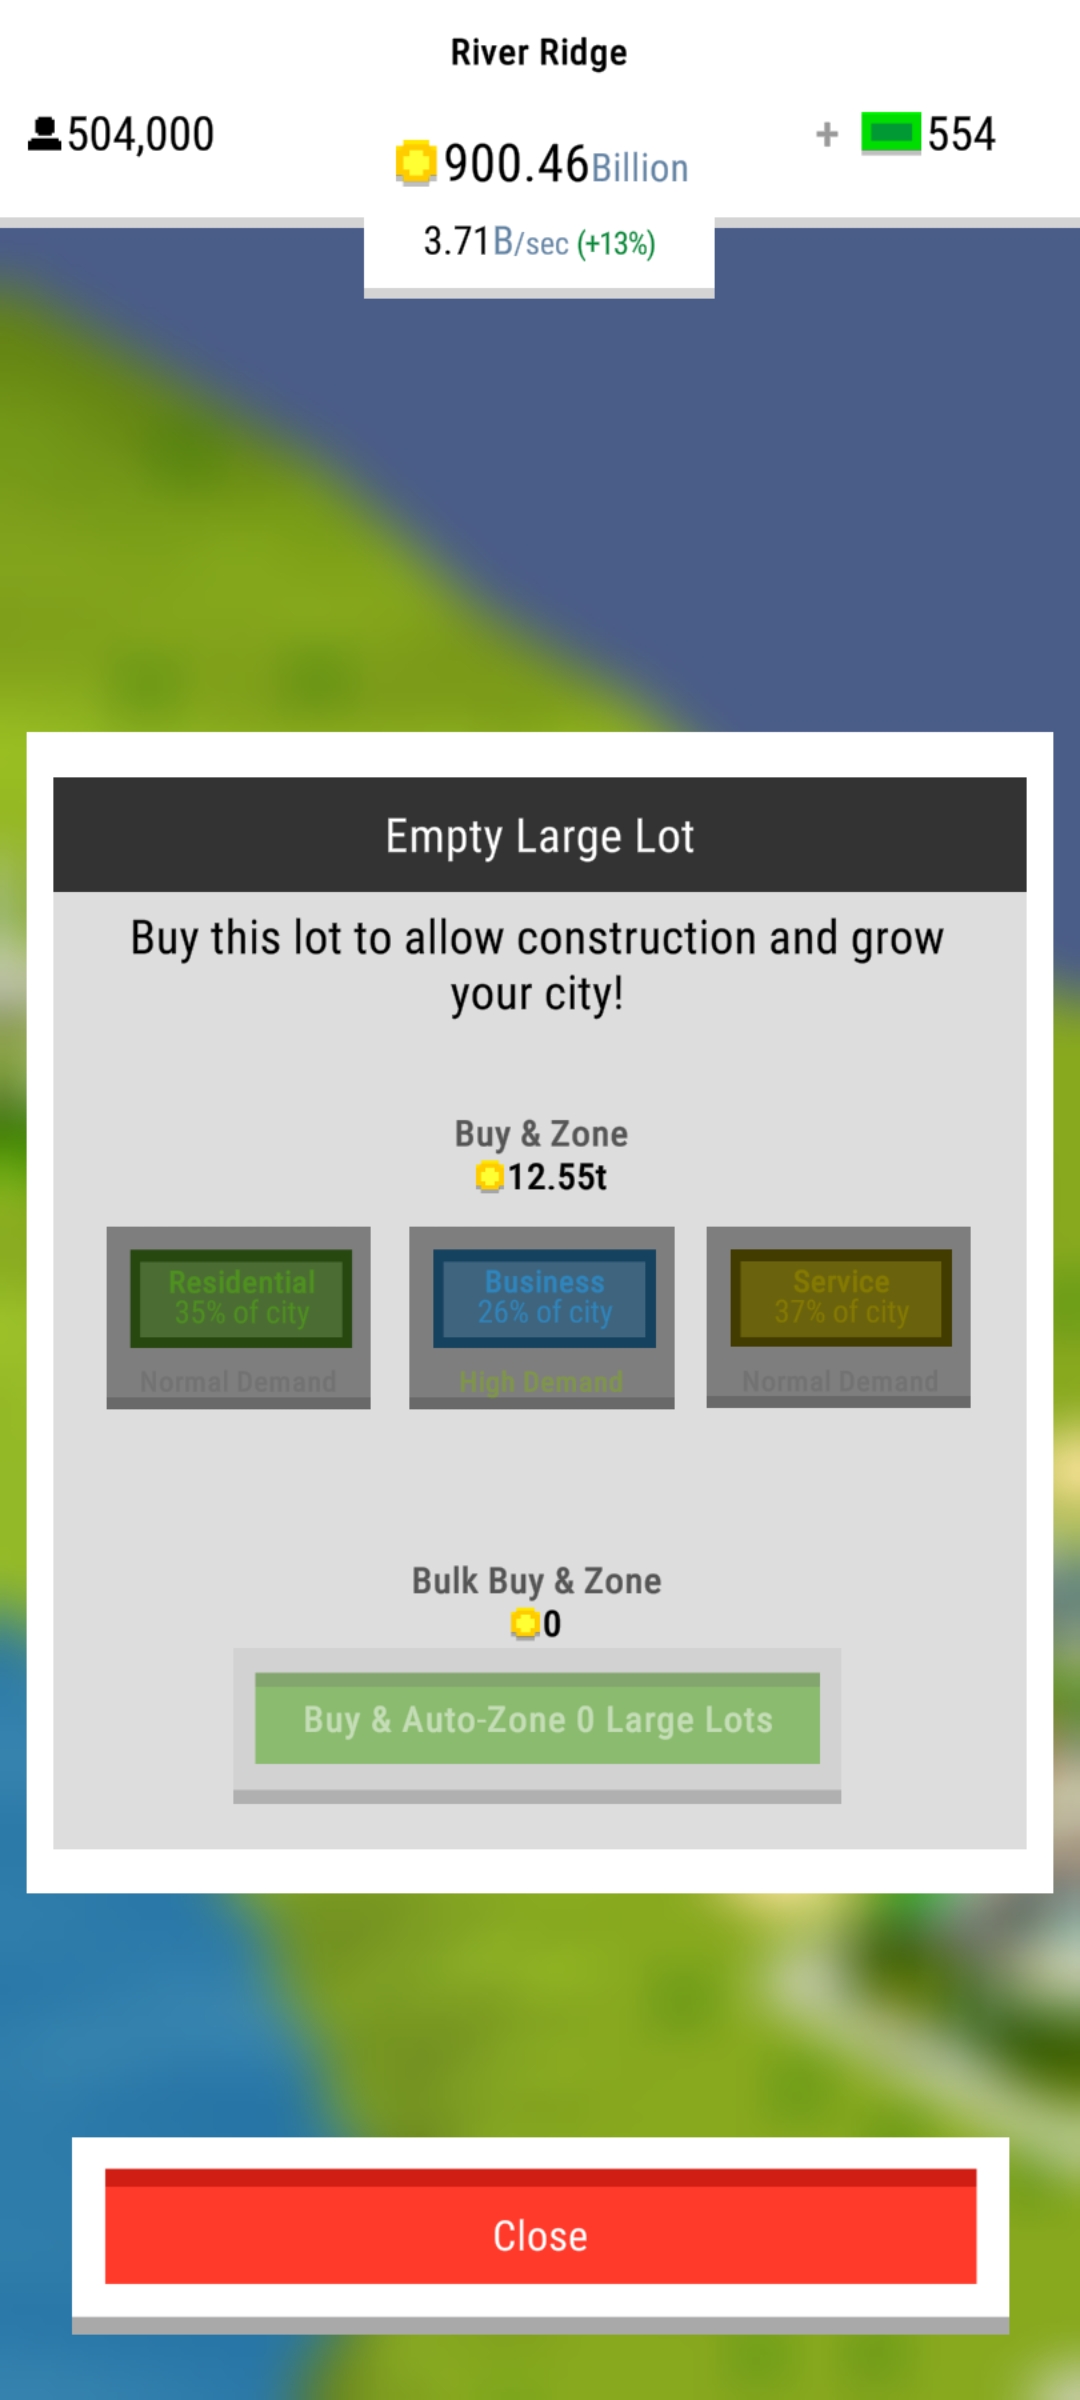 River Ridge
504,000
900.46Billion
+ 554
3.71B/sec (+13%)
Empty Large Lot
Buy this lot to allow construction and grow
your city!
Buy & Zone
12.55t
Residential
35% of city
Normal Demand
Business
26% of city
High Demand
Service
37% of city
Normal Demand
Bulk Buy & Zone
0
Buy & Auto-Zone 0 Large Lots
Close